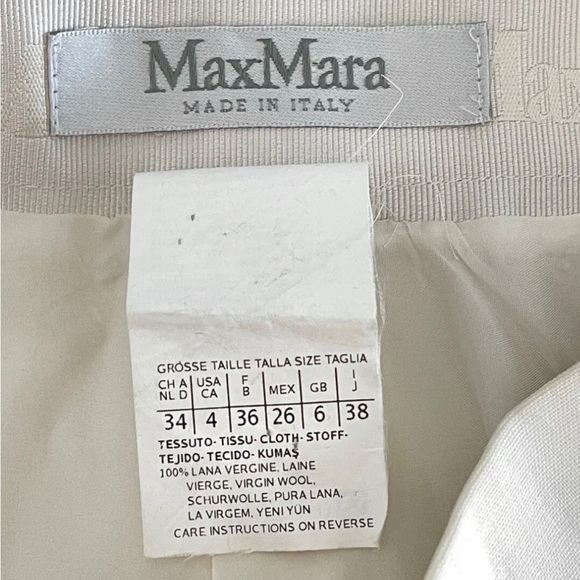 MaxMara
MADE IN ITALY
GRÖSSE TAILLE TALLA SIZE TAGLIA
CH A USA F I
NL D CA B MEX GB J
34 4 36 26 6 38
TESSUTO- TISSU- CLOTH- STOFF-
TEJIDO- TECIDO- KUMAŞ
100% LANA VERGINE, LAINE
VIERGE, VIRGIN WOOL,
SCHURWOLLE, PURA LANA,
LA VIRGEM, YENI YÜN
CARE INSTRUCTIONS ON REVERSE